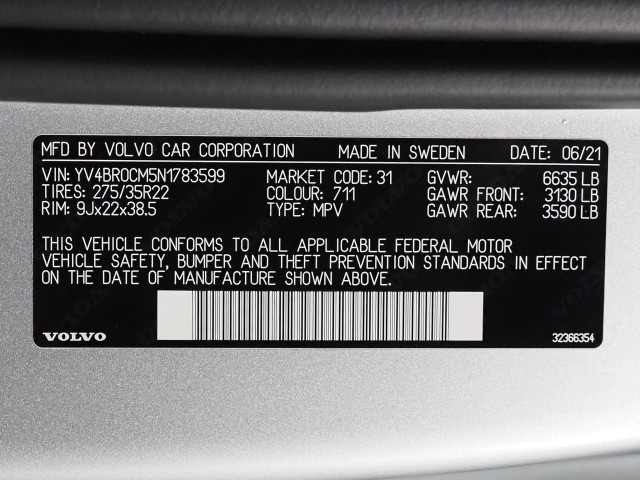 MFD BY VOLVO CAR CORPORATION MADE IN SWEDEN DATE: 06/21
VIN: YV4BR0CM5N1783599 MARKET CODE: 31 GVWR: 6635 LB
TIRES: 275/35R22 COLOUR: 711 GAWR FRONT: 3130 LB
RIM: 9Jx22x38.5 TYPE: MPV GAWR REAR: 3590 LB
THIS VEHICLE CONFORMS TO ALL APPLICABLE FEDERAL MOTOR
VEHICLE SAFETY, BUMPER AND THEFT PREVENTION STANDARDS IN EFFECT
ON THE DATE OF MANUFACTURE SHOWN ABOVE.
VOLVO 32366354